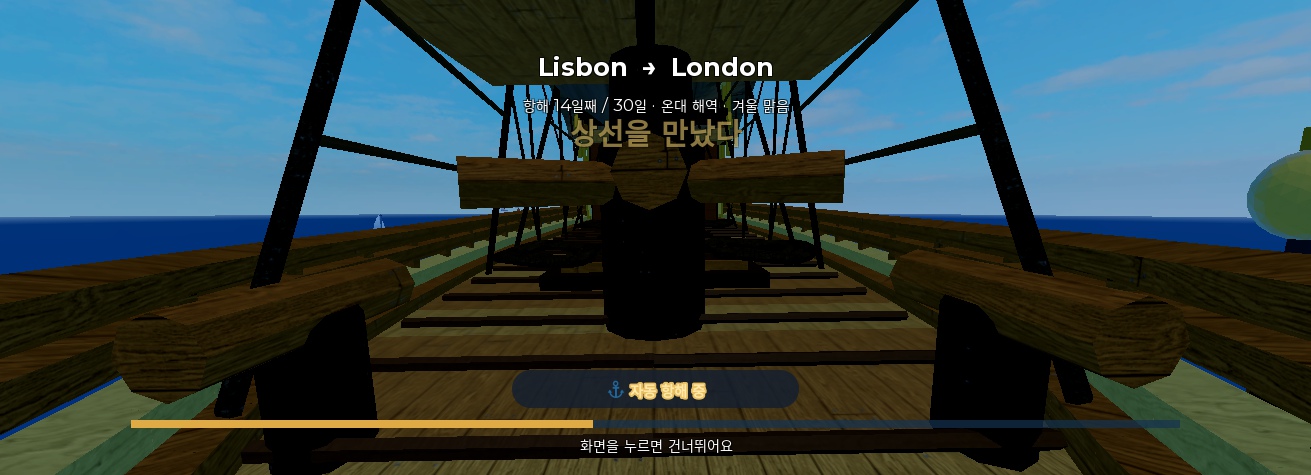 Lisbon → London
항해 14일째 / 30일 · 온대 해역 · 겨울 맑음
상선을 만났다
⚓ 자동 항해 중
화면을 누르면 건너뛰어요